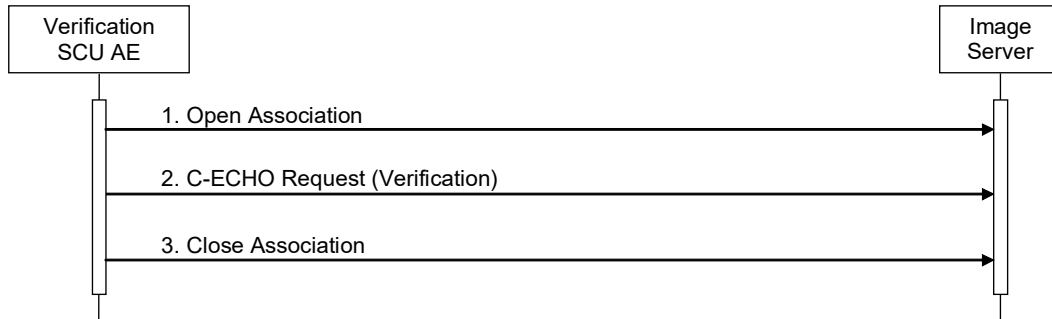 Verification
SCU AE
Image
Server
1. Open Association
2. C-ECHO Request (Verification)
3. Close Association